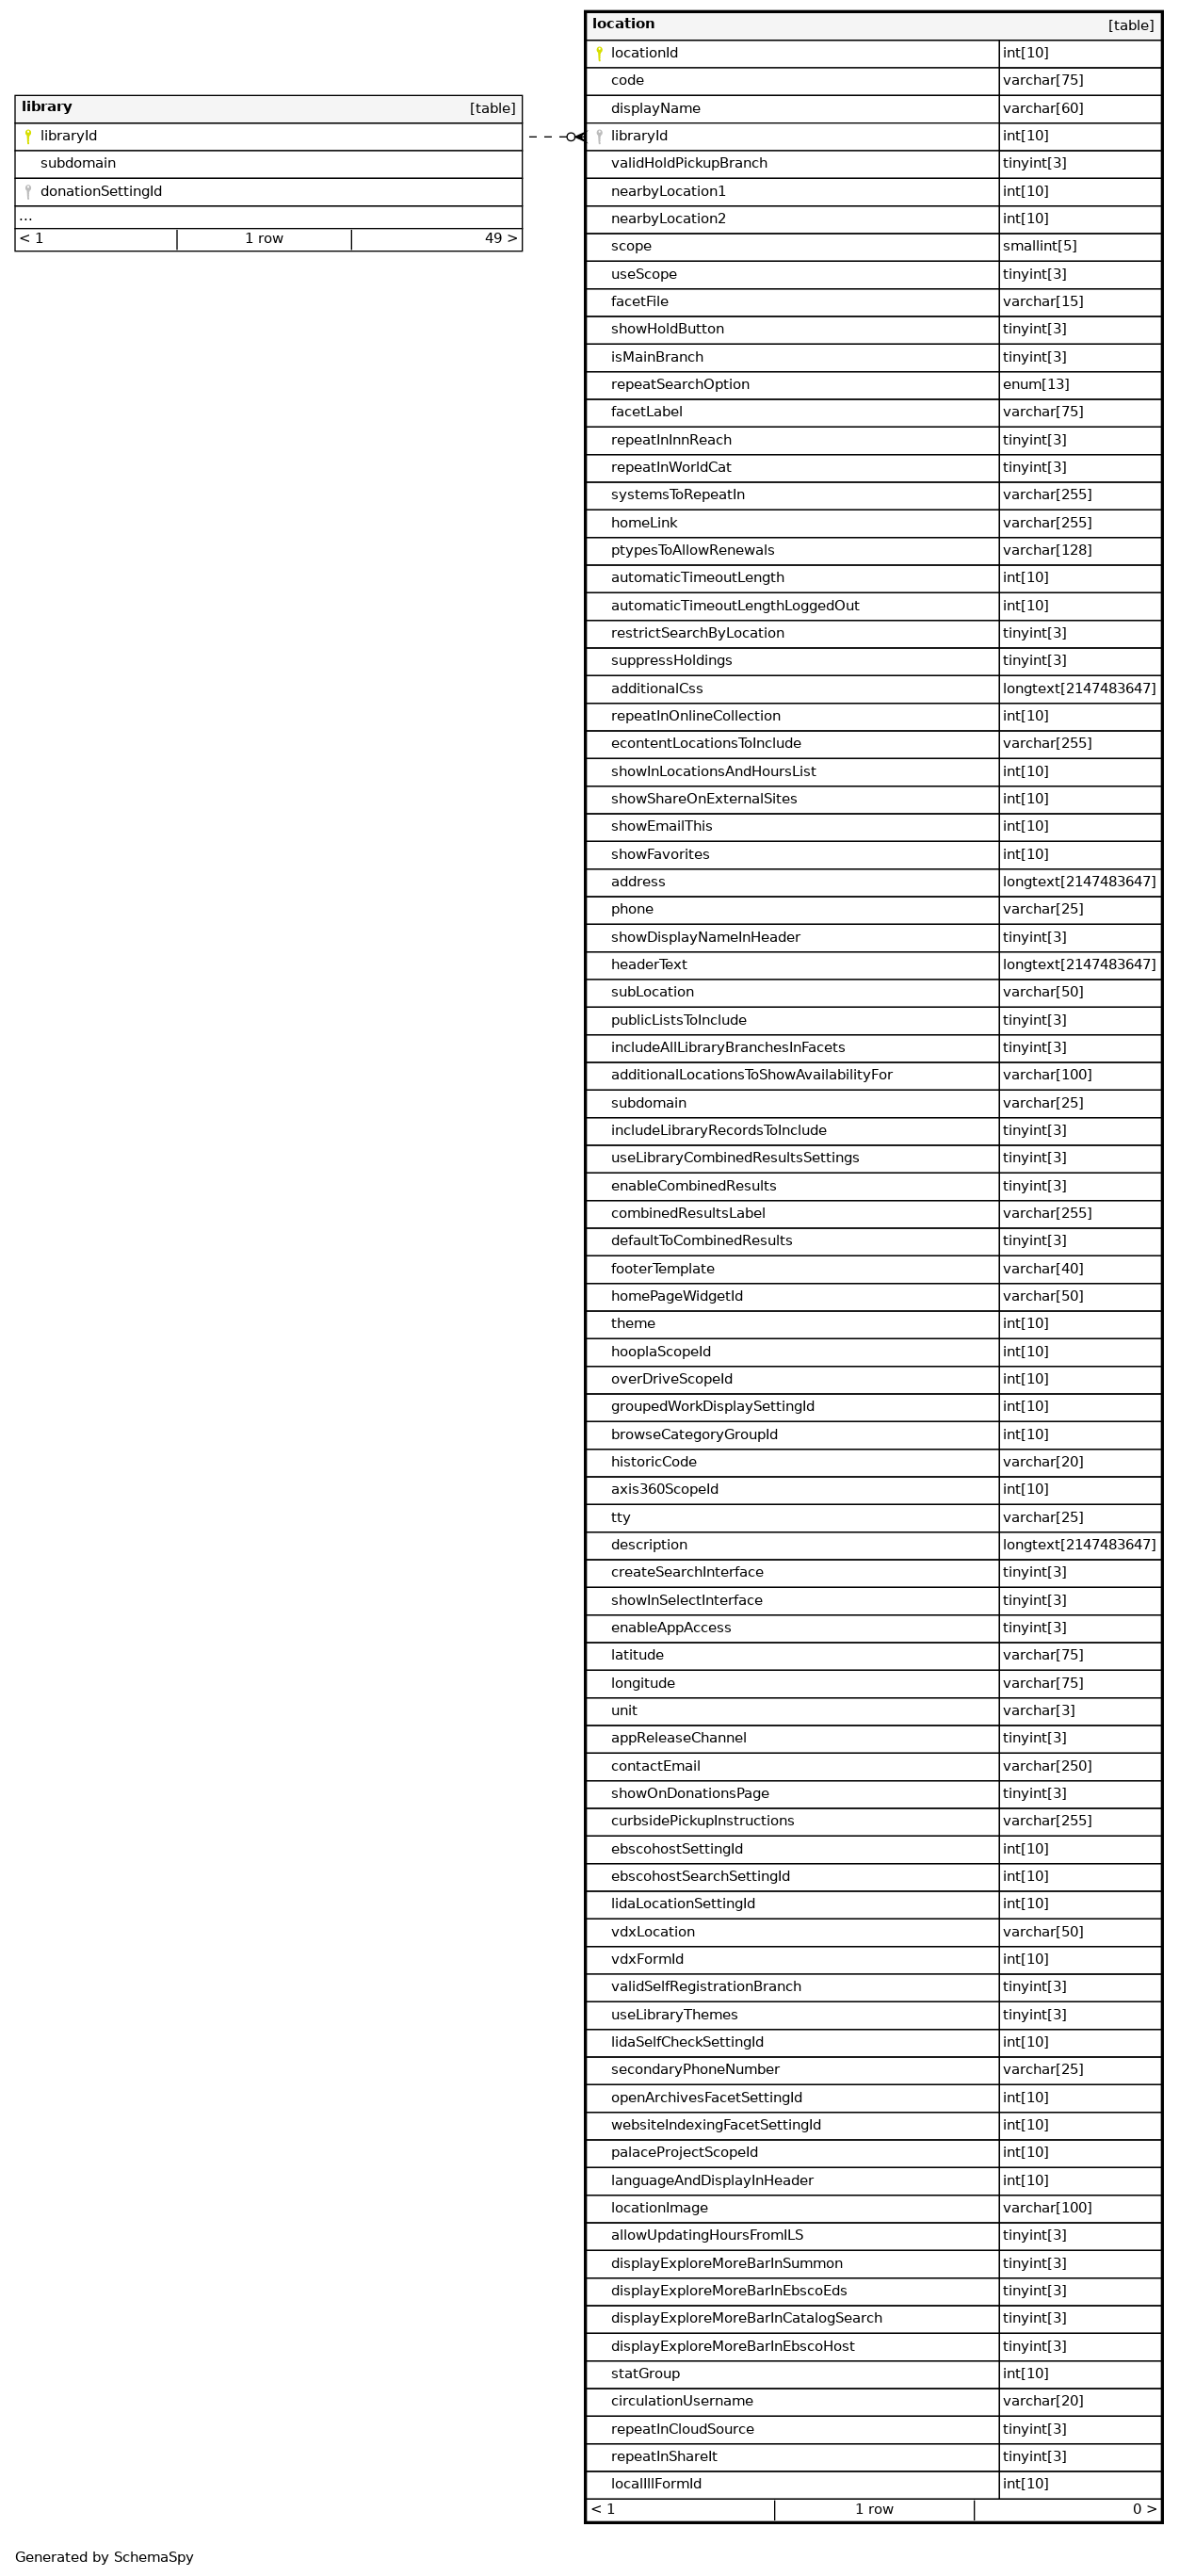 location [table]
locationId int[10]
code varchar[75]
displayName varchar[60]
library [table]
libraryId
libraryId int[10]
subdomain
validHoldPickupBranch tinyint[3]
donationSettingId
nearbyLocation1 int[10]
...
nearbyLocation2 int[10]
< 1 1 row 49 >
scope smallint[5]
useScope tinyint[3]
facetFile varchar[15]
showHoldButton tinyint[3]
isMainBranch tinyint[3]
repeatSearchOption enum[13]
facetLabel varchar[75]
repeatInInnReach tinyint[3]
repeatInWorldCat tinyint[3]
systemsToRepeatIn varchar[255]
homeLink varchar[255]
ptypesToAllowRenewals varchar[128]
automaticTimeoutLength int[10]
automaticTimeoutLengthLoggedOut int[10]
restrictSearchByLocation tinyint[3]
suppressHoldings tinyint[3]
additionalCss longtext[2147483647]
repeatInOnlineCollection int[10]
econtentLocationsToInclude varchar[255]
showInLocationsAndHoursList int[10]
showShareOnExternalSites int[10]
showEmailThis int[10]
showFavorites int[10]
address longtext[2147483647]
phone varchar[25]
showDisplayNameInHeader tinyint[3]
headerText longtext[2147483647]
subLocation varchar[50]
publicListsToInclude tinyint[3]
includeAllLibraryBranchesInFacets tinyint[3]
additionalLocationsToShowAvailabilityFor varchar[100]
subdomain varchar[25]
includeLibraryRecordsToInclude tinyint[3]
useLibraryCombinedResultsSettings tinyint[3]
enableCombinedResults tinyint[3]
combinedResultsLabel varchar[255]
defaultToCombinedResults tinyint[3]
footerTemplate varchar[40]
homePageWidgetId varchar[50]
theme int[10]
hooplaScopeId int[10]
overDriveScopeId int[10]
groupedWorkDisplaySettingId int[10]
browseCategoryGroupId int[10]
historicCode varchar[20]
axis360ScopeId int[10]
tty varchar[25]
description longtext[2147483647]
createSearchInterface tinyint[3]
showInSelectInterface tinyint[3]
enableAppAccess tinyint[3]
latitude varchar[75]
longitude varchar[75]
unit varchar[3]
appReleaseChannel tinyint[3]
contactEmail varchar[250]
showOnDonationsPage tinyint[3]
curbsidePickupInstructions varchar[255]
ebscohostSettingId int[10]
ebscohostSearchSettingId int[10]
lidaLocationSettingId int[10]
vdxLocation varchar[50]
vdxFormId int[10]
validSelfRegistrationBranch tinyint[3]
useLibraryThemes tinyint[3]
lidaSelfCheckSettingId int[10]
secondaryPhoneNumber varchar[25]
openArchivesFacetSettingId int[10]
websiteIndexingFacetSettingId int[10]
palaceProjectScopeId int[10]
languageAndDisplayInHeader int[10]
locationImage varchar[100]
allowUpdatingHoursFromILS tinyint[3]
displayExploreMoreBarInSummon tinyint[3]
displayExploreMoreBarInEbscoEds tinyint[3]
displayExploreMoreBarInCatalogSearch tinyint[3]
displayExploreMoreBarInEbscoHost tinyint[3]
statGroup int[10]
circulationUsername varchar[20]
repeatInCloudSource tinyint[3]
repeatInShareIt tinyint[3]
localIllFormId int[10]
< 1 1 row 0 >
Generated by SchemaSpy